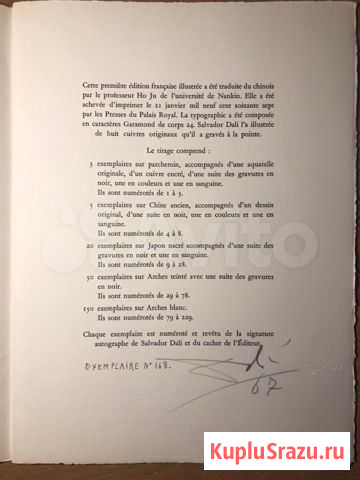 Cette première édition française illustrée a été traduite du chinois
par le professeur Ho Ju de l'université de Nankin. Elle a été
achevée d'imprimer le 21 janvier mil neuf cent soixante sept
par les Presses du Palais Royal. La typographie a été composée
en caractères Garamond de corps 24. Salvador Dali l'a illustrée
de huit cuivres originaux qu'il a gravés à la pointe.
Le tirage comprend :
3 exemplaires sur parchemin, accompagnés d'une aquarelle
originale, d'un cuivre encré, d'une suite des gravures en
noir, une en couleurs et une en sanguine.
Ils sont numérotés de 1 à 3.
5 exemplaires sur Chine ancien, accompagnés d'un dessin
original, d'une suite en noir, une en couleurs et une en
sanguine.
Ils sont numérotés de 4 à 8.
20 exemplaires sur Japon nacré accompagnés d'une suite des
gravures en noir et une en sanguine.
Ils sont numérotés de 9 à 28.
50 exemplaires sur Arches teinté avec une suite des gravures
en noir.
Ils sont numérotés de 29 à 78.
150 exemplaires sur Arches blanc.
Ils sont numérotés de 79 à 229.
Chaque exemplaire est numéroté et revêtu de la signature
autographe de Salvador Dali et du cachet de l'Éditeur.
EXEMPLAIRE N° 168.
67
Avito
KupluSrazu.ru